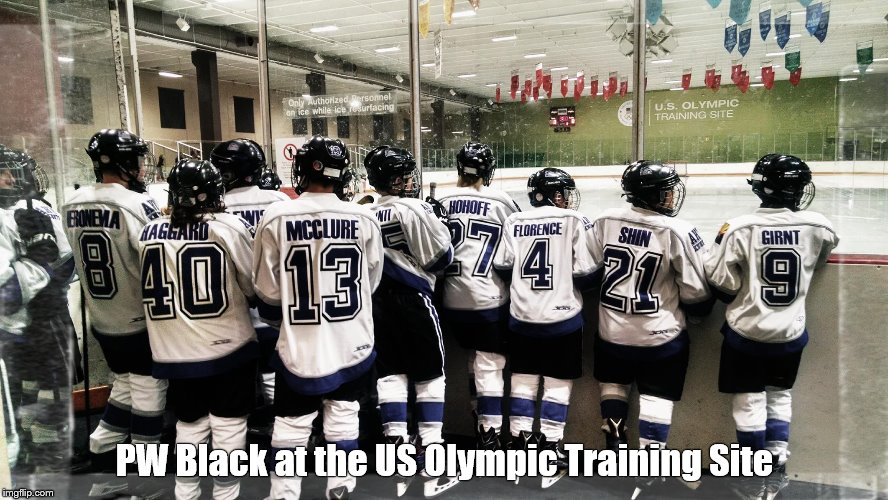 Only Authorized Personnel
on ice while ice resurfacing
U.S. OLYMPIC
TRAINING SITE
HAGGARD
MCCLURE
HOHOFF
FLORENCE
SHIN
GIRNT
8
40
13
5
27
4
21
9
PW Black at the US Olympic Training Site
imgflip.com